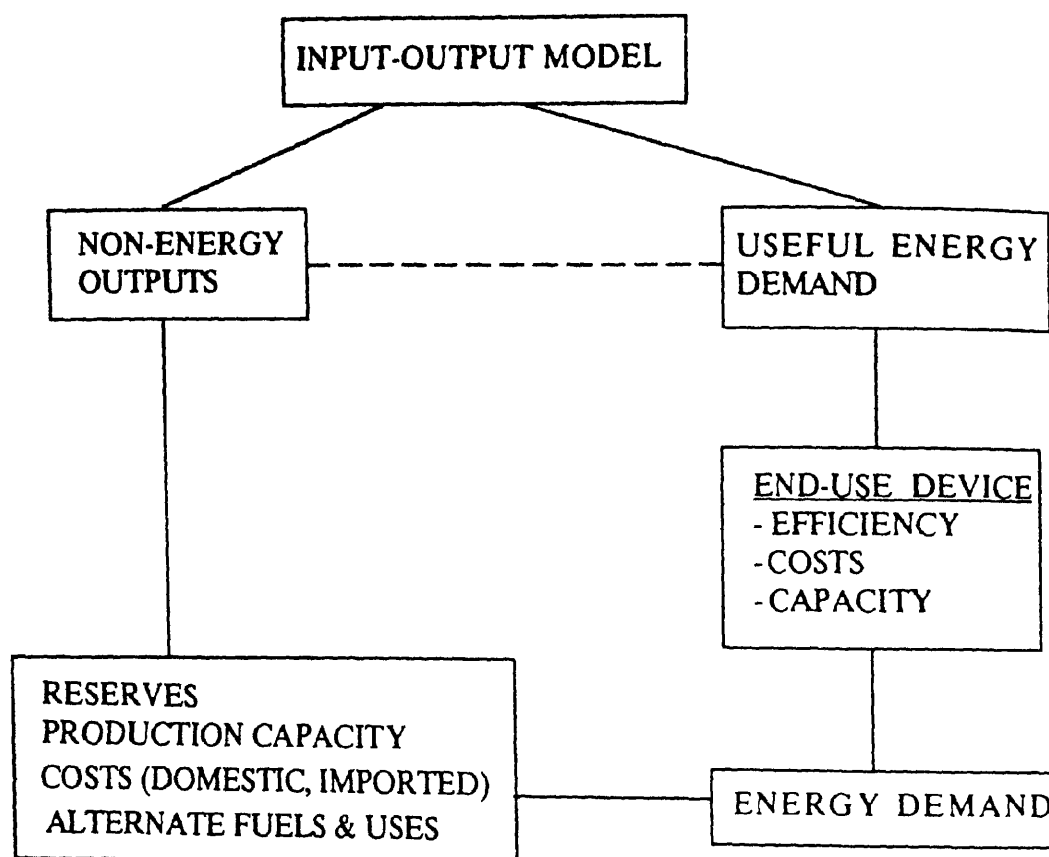 INPUT-OUTPUT MODEL
NON-ENERGY
OUTPUTS
USEFUL ENERGY
DEMAND
END-USE DEVICE
- EFFICIENCY
- COSTS
- CAPACITY
RESERVES
PRODUCTION CAPACITY
COSTS (DOMESTIC, IMPORTED)
ALTERNATE FUELS & USES
ENERGY DEMAND